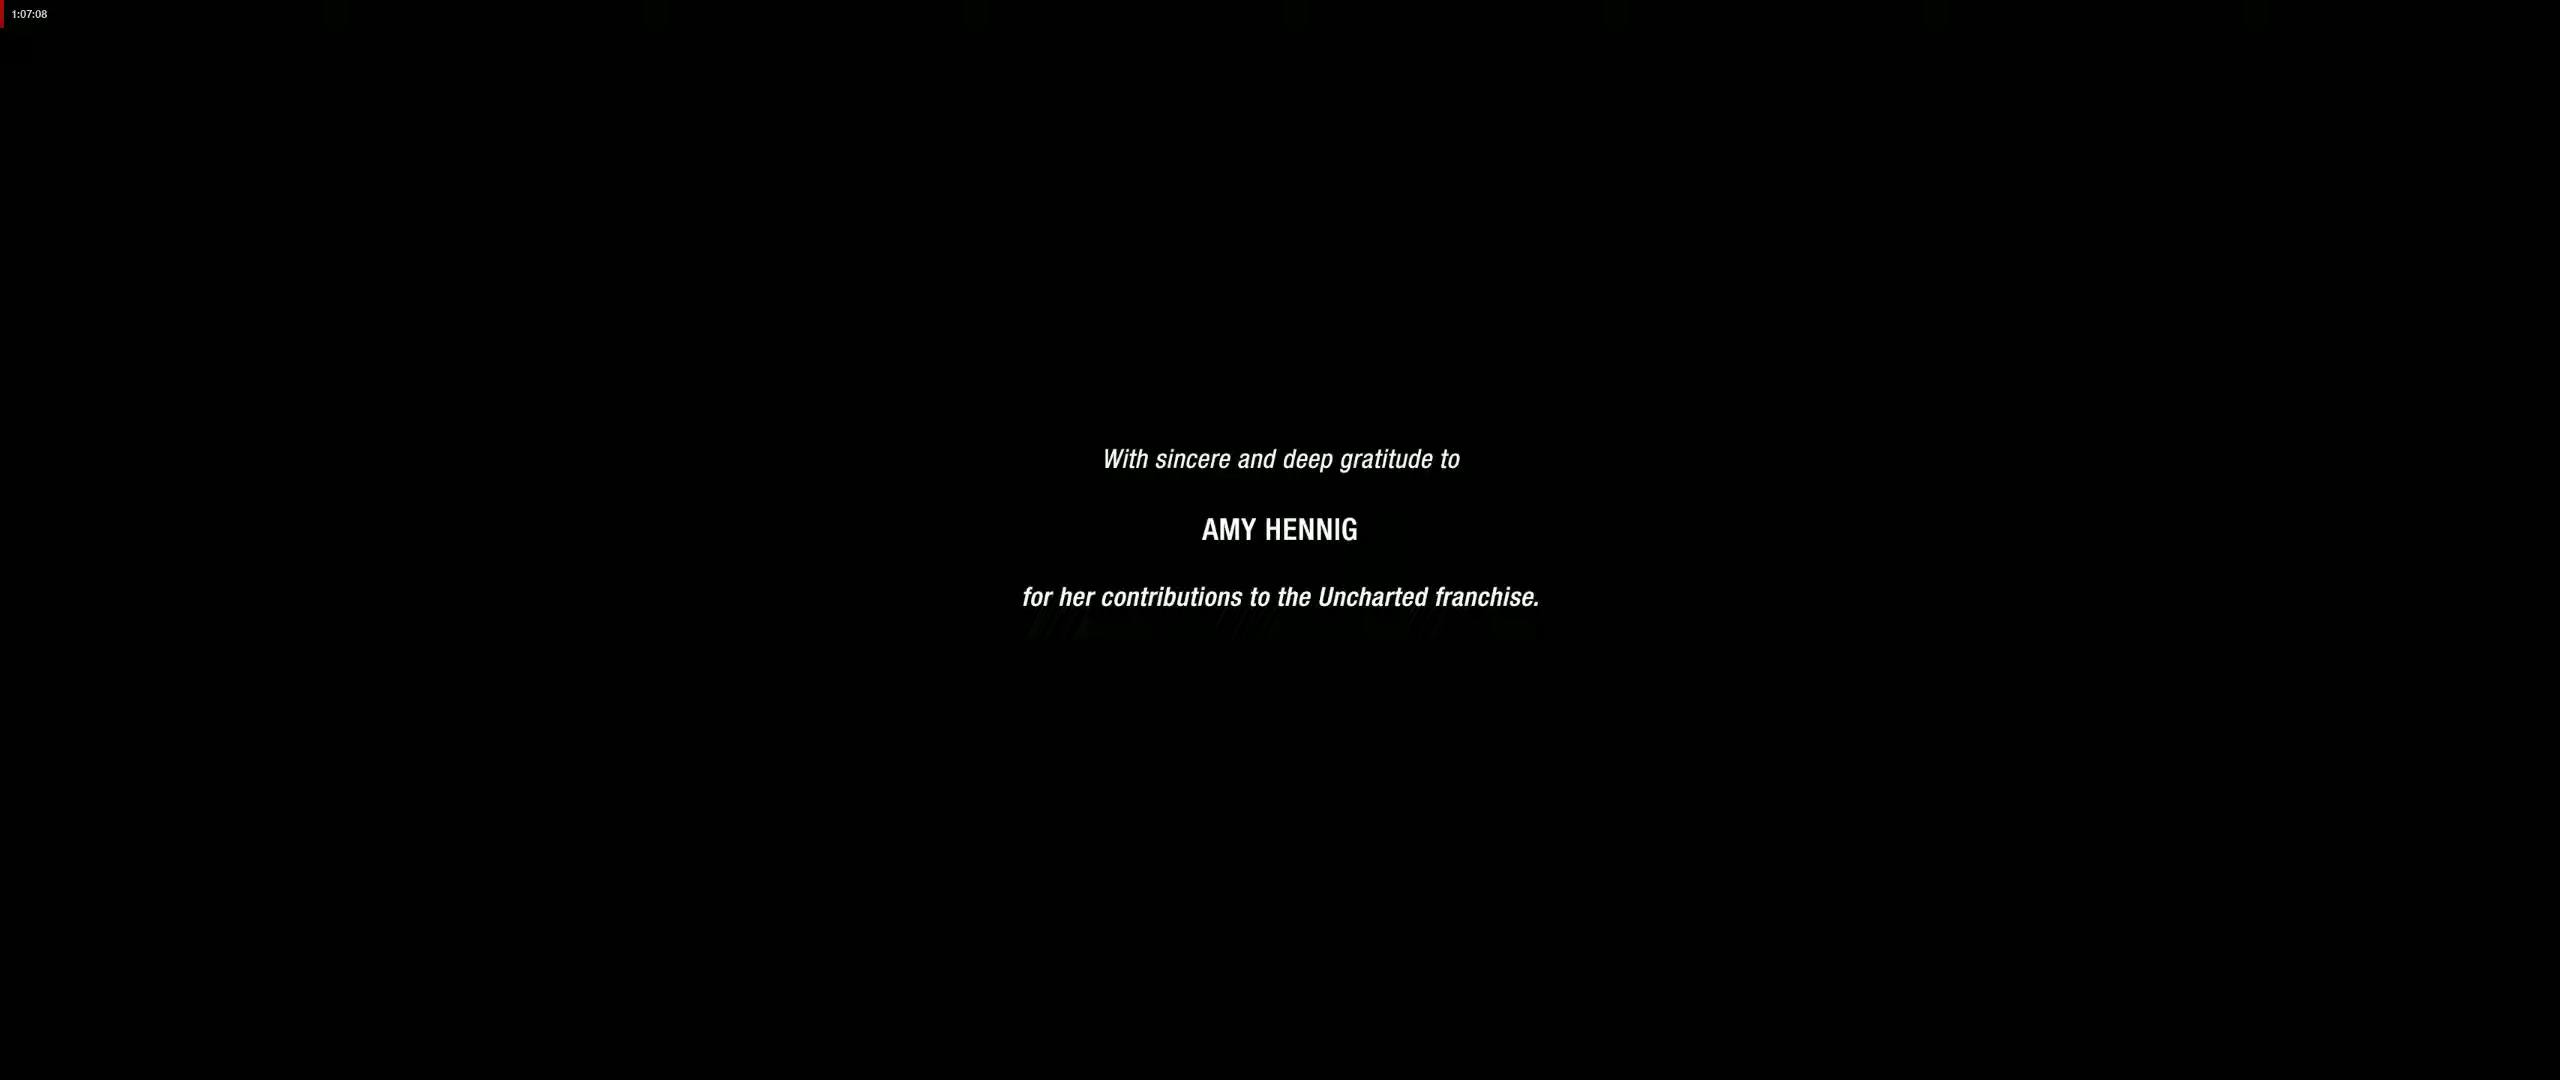 1:07:08
With sincere and deep gratitude to
AMY HENNIG
for her contributions to the Uncharted franchise.